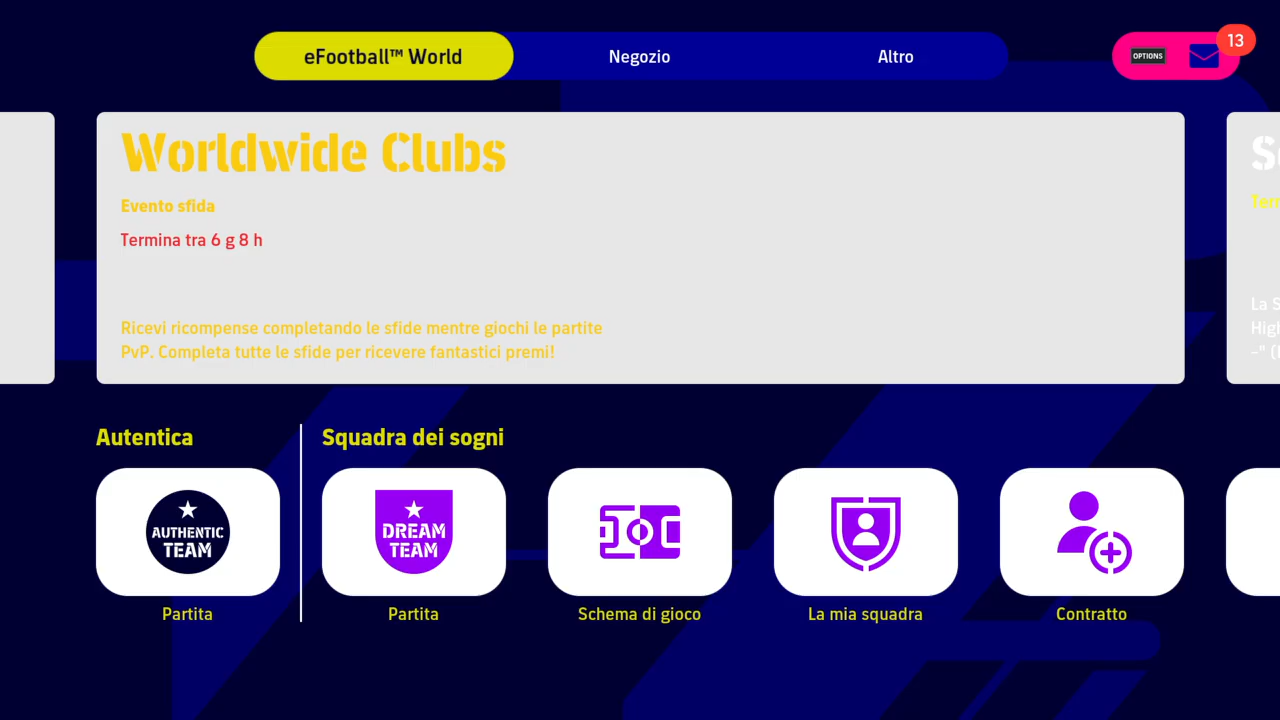 eFootball™ World
Negozio
Altro
OPTIONS
13
Worldwide Clubs
Evento sfida
Termina tra 6 g 8 h
Ricevi ricompense completando le sfide mentre giochi le partite
PvP. Completa tutte le sfide per ricevere fantastici premi!
La
Autentica
Squadra dei sogni
AUTHENTIC
TEAM
DREAM
TEAM
Partita
Partita
Schema di gioco
La mia squadra
Contratto